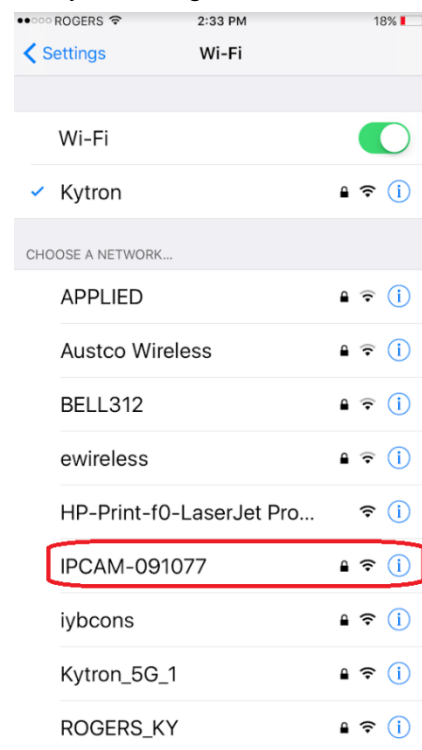 ROGERS 2:33 PM 18%
Settings Wi-Fi
Wi-Fi
Kytron
CHOOSE A NETWORK...
APPLIED
Austco Wireless
BELL312
ewireless
HP-Print-f0-LaserJet Pro...
IPCAM-091077
iybcons
Kytron_5G_1
ROGERS_KY